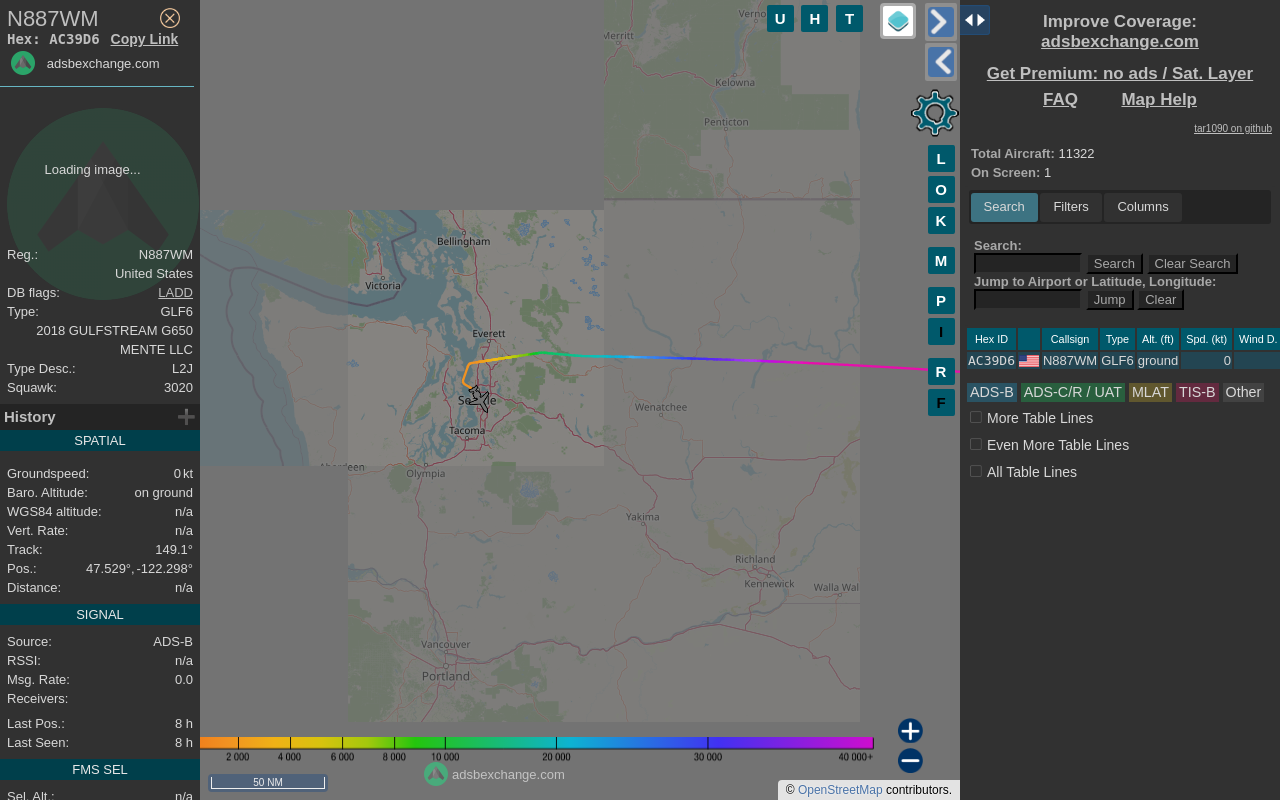 N887WM
Hex: AC39D6 Copy Link
adsbexchange.com
Loading image...
Reg.: N887WM
United States
DB flags: LADD
Type: GLF6
2018 GULFSTREAM G650
MENTE LLC
Type Desc.: L2J
Squawk: 3020
History
SPATIAL
Groundspeed: 0 kt
Baro. Altitude: on ground
WGS84 altitude: n/a
Vert. Rate: n/a
Track: 149.1°
Pos.: 47.529°, -122.298°
Distance: n/a
SIGNAL
Source: ADS-B
RSSI: n/a
Msg. Rate: 0.0
Receivers:
Last Pos.: 8 h
Last Seen: 8 h
FMS SEL
Sel. Alt.: n/a
U H T
Merritt
Kelowna
Penticton
Bellingham
Victoria
Everett
Wenatchee
Tacoma
Olympia
Yakima
Richland
Kennewick
Walla Wal
Vancouver
Portland
L
O
K
M
P
I
R
F
2 000 4 000 6 000 8 000 10 000 20 000 30 000 40 000+
adsbexchange.com
50 NM
© OpenStreetMap contributors.
Improve Coverage:
adsbexchange.com
Get Premium: no ads / Sat. Layer
FAQ Map Help
tar1090 on github
Total Aircraft: 11322
On Screen: 1
Search Filters Columns
Search:
Search Clear Search
Jump to Airport or Latitude, Longitude:
Jump Clear
Hex ID Callsign Type Alt. (ft) Spd. (kt) Wind D.
AC39D6 N887WM GLF6 ground 0
ADS-B ADS-C/R / UAT MLAT TIS-B Other
More Table Lines
Even More Table Lines
All Table Lines